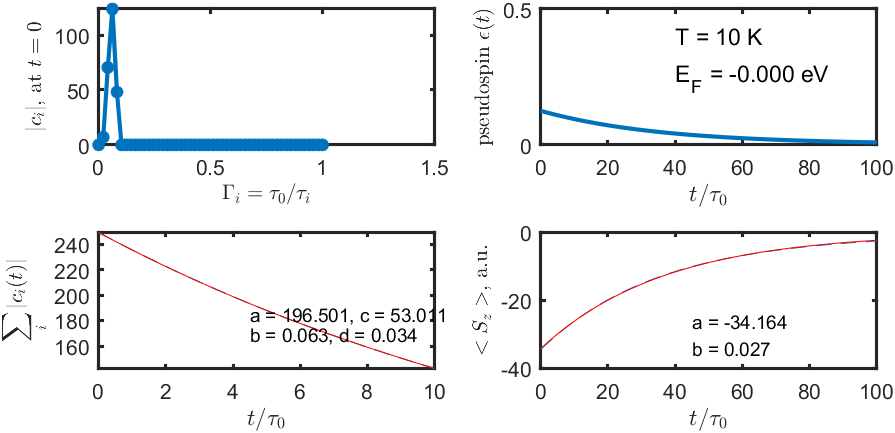 |c_i|, at t = 0
100
50
0
0
0.5
1
1.5
Γ_i = τ_0/τ_i
pseudospin ϵ(t)
0.5
0
T = 10 K
E_F = -0.000 eV
0
20
40
60
80
100
t/τ_0
∑_i |c_i(t)|
240
220
200
180
160
a = 196.501, c = 53.011
b = 0.063, d = 0.034
0
2
4
6
8
10
t/τ_0
< S_z >, a.u.
0
-20
-40
a = -34.164
b = 0.027
0
20
40
60
80
100
t/τ_0